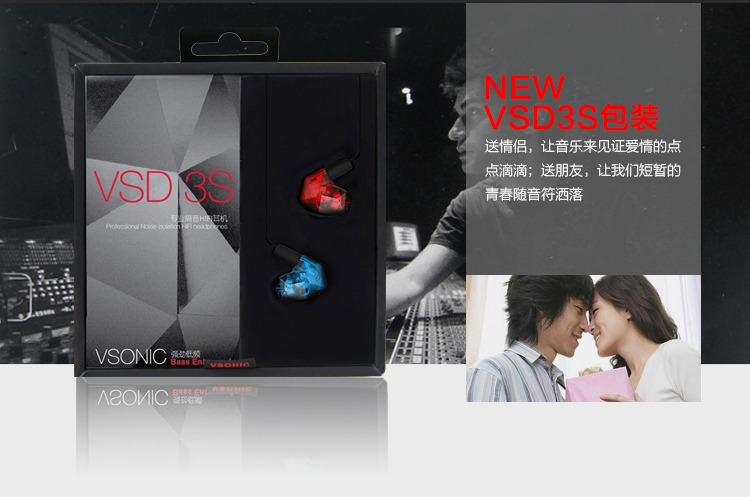 VSD 3S
专业隔音HIFI耳机
Professional Noise-isolation HIFI headphones
VSONIC 强劲低频
Bass
VSONIC
NEW
VSD3S包装
送情侣，让音乐来见证爱情的点
点滴滴；送朋友，让我们短暂的
青春随音符洒落